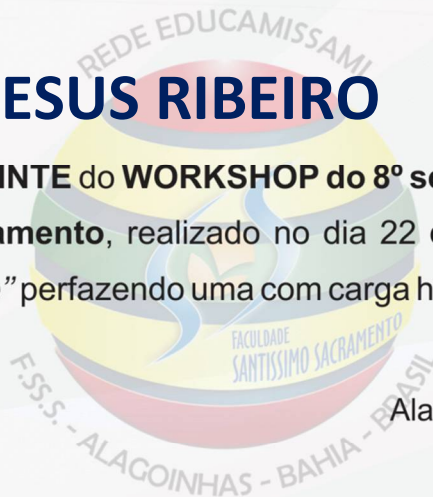 REDE EDUCAMISSAMI
ESUS RIBEIRO
INTE do WORKSHOP do 8º se
amento, realizado no dia 22
” perfazendo uma com carga h
FACULDADE
SANTISSIMO SACRAMENTO
Ala
F.SS.S. - ALAGOINHAS - BAHIA - BRASIL